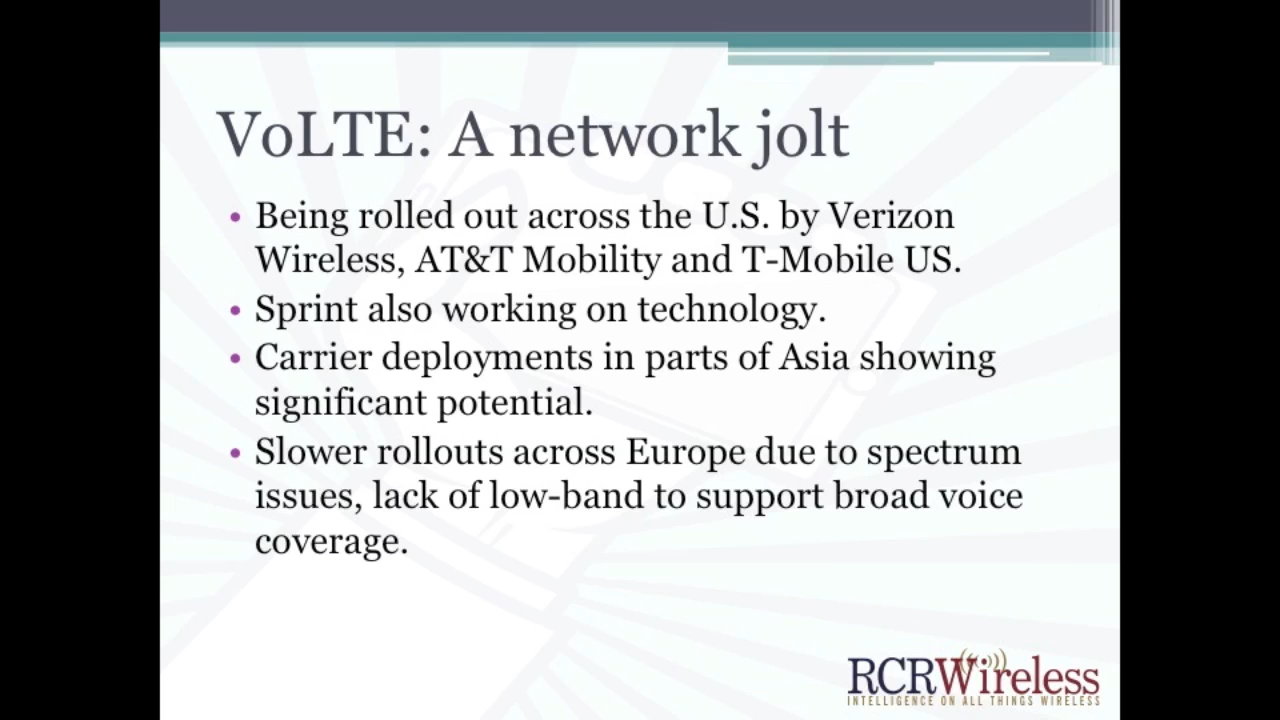 VoLTE: A network jolt
• Being rolled out across the U.S. by Verizon
Wireless, AT&T Mobility and T-Mobile US.
• Sprint also working on technology.
• Carrier deployments in parts of Asia showing
significant potential.
• Slower rollouts across Europe due to spectrum
issues, lack of low-band to support broad voice
coverage.
RCRWireless
INTELLIGENCE ON ALL THINGS WIRELESS